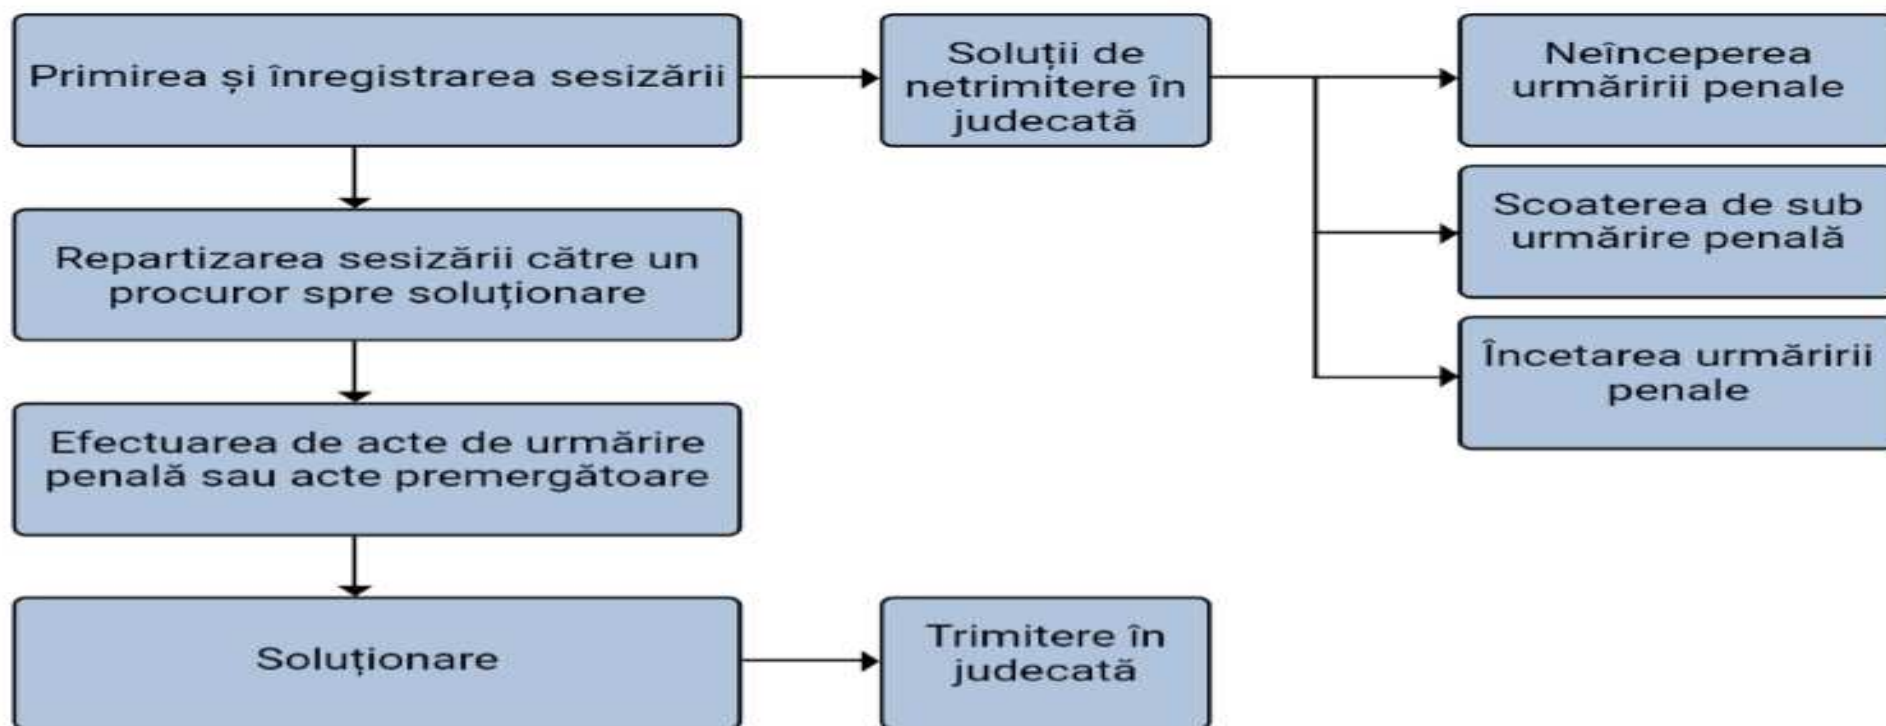 Primirea și înregistrarea sesizării
Soluții de
netrimitere în
judecată
Neînceperea
urmăririi penale
Scoaterea de sub
urmărire penală
Încetarea urmăririi
penale
Repartizarea sesizării către un
procuror spre soluționare
Efectuarea de acte de urmărire
penală sau acte premergătoare
Soluționare
Trimitere în
judecată